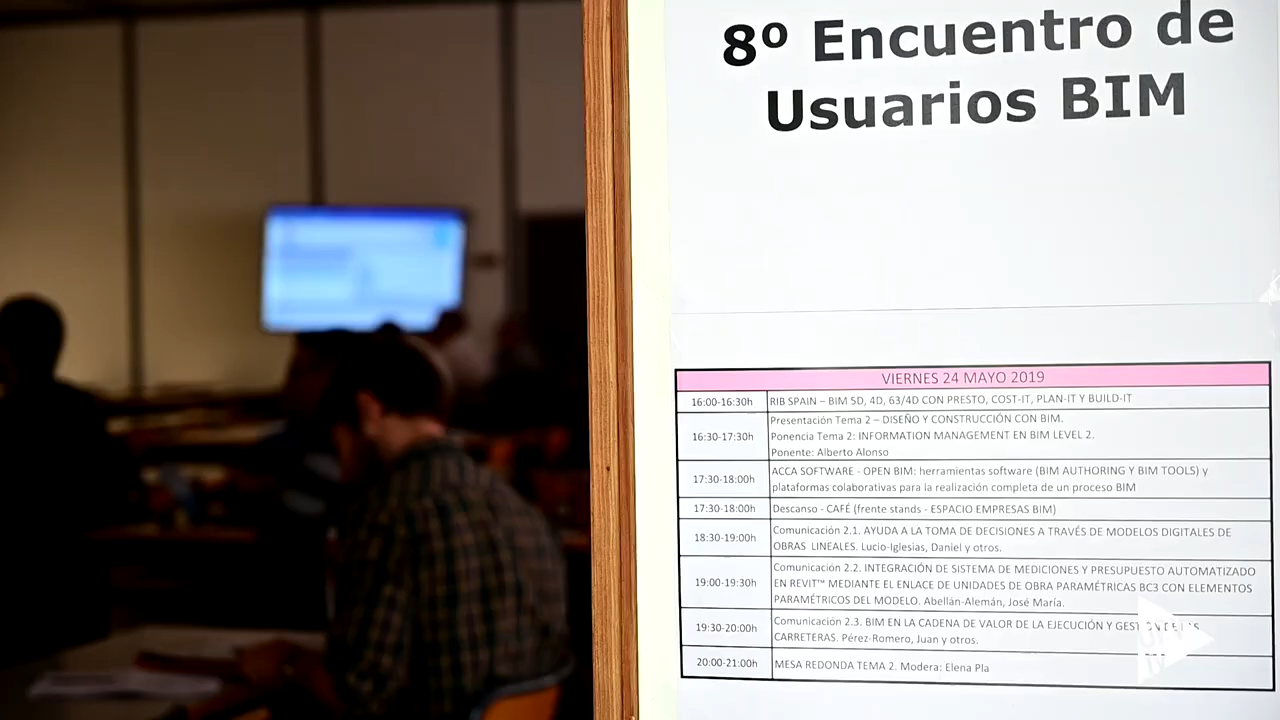 8º Encuentro de
Usuarios BIM
VIERNES 24 MAYO 2019
16:00-16:30h RIB SPAIN – BIM 5D, 4D, 63/4D CON PRESTO, COST-IT, PLAN-IT Y BUILD-IT
16:30-17:30h Presentación Tema 2 – DISEÑO Y CONSTRUCCIÓN CON BIM.
Ponencia Tema 2: INFORMATION MANAGEMENT EN BIM LEVEL 2.
Ponente: Alberto Alonso
17:30-18:00h ACCA SOFTWARE - OPEN BIM: herramientas software (BIM AUTHORING Y BIM TOOLS) y
plataformas colaborativas para la realización completa de un proceso BIM
17:30-18:00h Descanso - CAFÉ (frente stands - ESPACIO EMPRESAS BIM)
18:30-19:00h Comunicación 2.1. AYUDA A LA TOMA DE DECISIONES A TRAVÉS DE MODELOS DIGITALES DE
OBRAS LINEALES. Lucio-Iglesias, Daniel y otros.
19:00-19:30h Comunicación 2.2. INTEGRACIÓN DE SISTEMA DE MEDICIONES Y PRESUPUESTO AUTOMATIZADO
EN REVIT™ MEDIANTE EL ENLACE DE UNIDADES DE OBRA PARAMÉTRICAS BC3 CON ELEMENTOS
PARAMÉTRICOS DEL MODELO. Abellán-Alemán, José María.
19:30-20:00h Comunicación 2.3. BIM EN LA CADENA DE VALOR DE LA EJECUCIÓN Y GESTIÓN DE LAS
CARRETERAS. Pérez-Romero, Juan y otros.
20:00-21:00h MESA REDONDA TEMA 2. Modera: Elena Pla